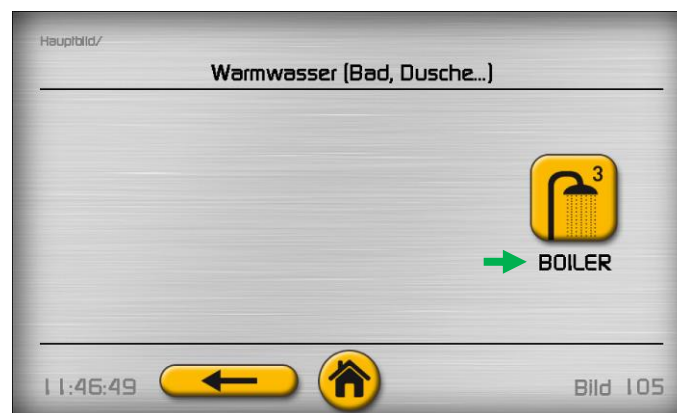 Hauptbild/
Warmwasser (Bad, Dusche...)
3
BOILER
11:46:49
Bild 105